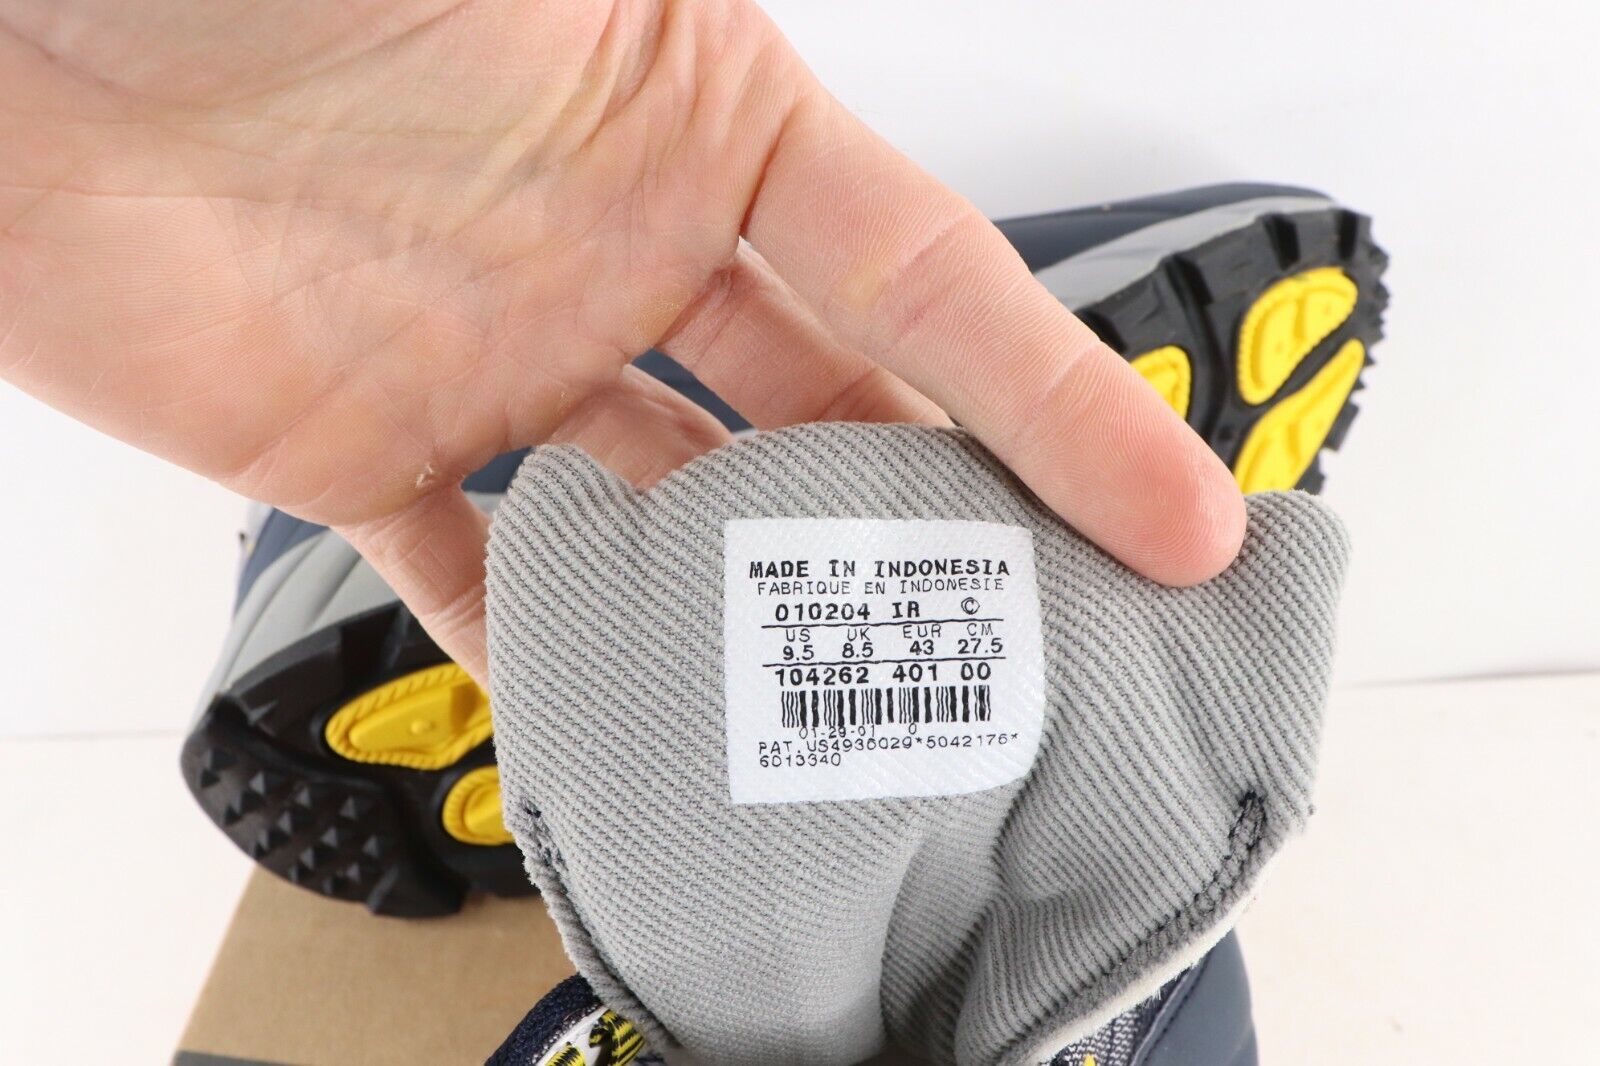 MADE IN INDONESIA
FABRIQUE EN INDONESIE
010204 IR ©
US UK EUR CM
9.5 8.5 43 27.5
104262 401 00
01-29-01 0
PAT.US4936029*5042176*
6013340